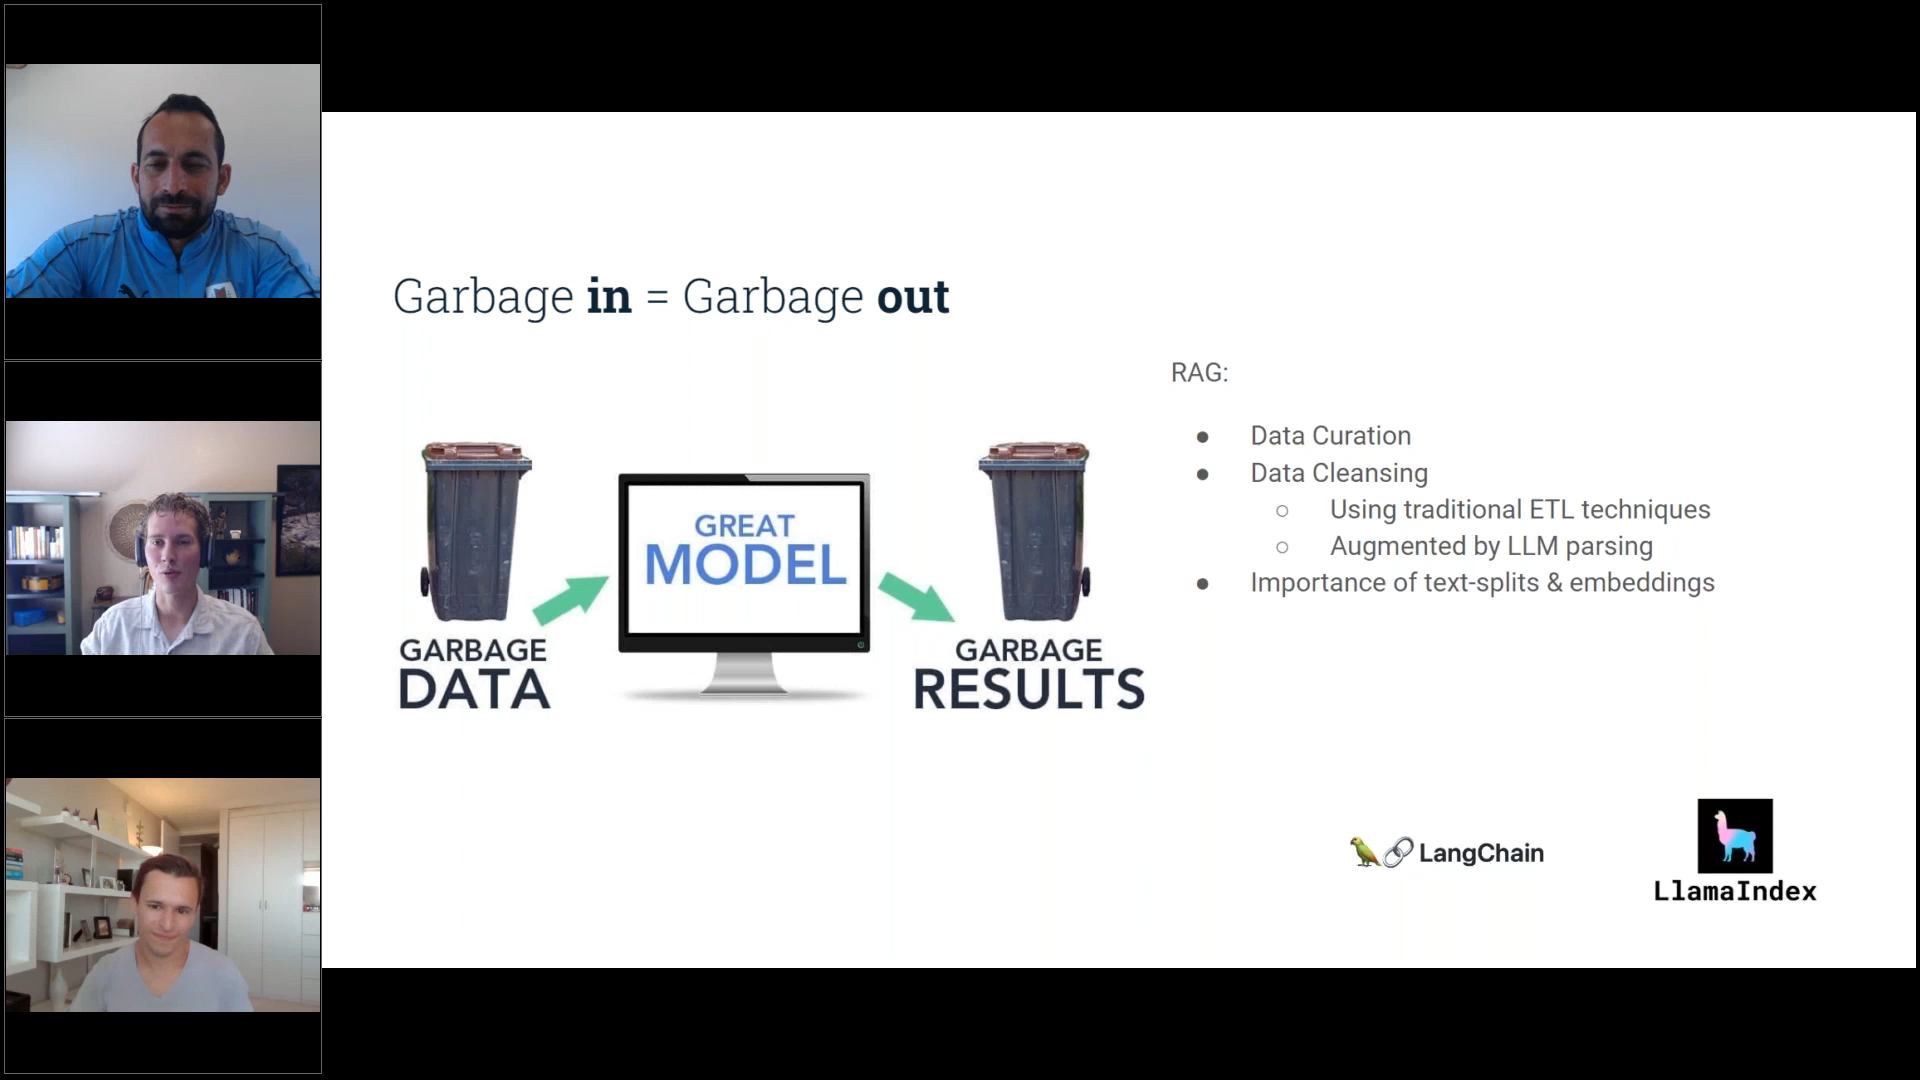 Garbage in = Garbage out
GREAT
MODEL
GARBAGE
DATA
GARBAGE
RESULTS
RAG:
● Data Curation
● Data Cleansing
○ Using traditional ETL techniques
○ Augmented by LLM parsing
● Importance of text-splits & embeddings
LangChain
LlamaIndex